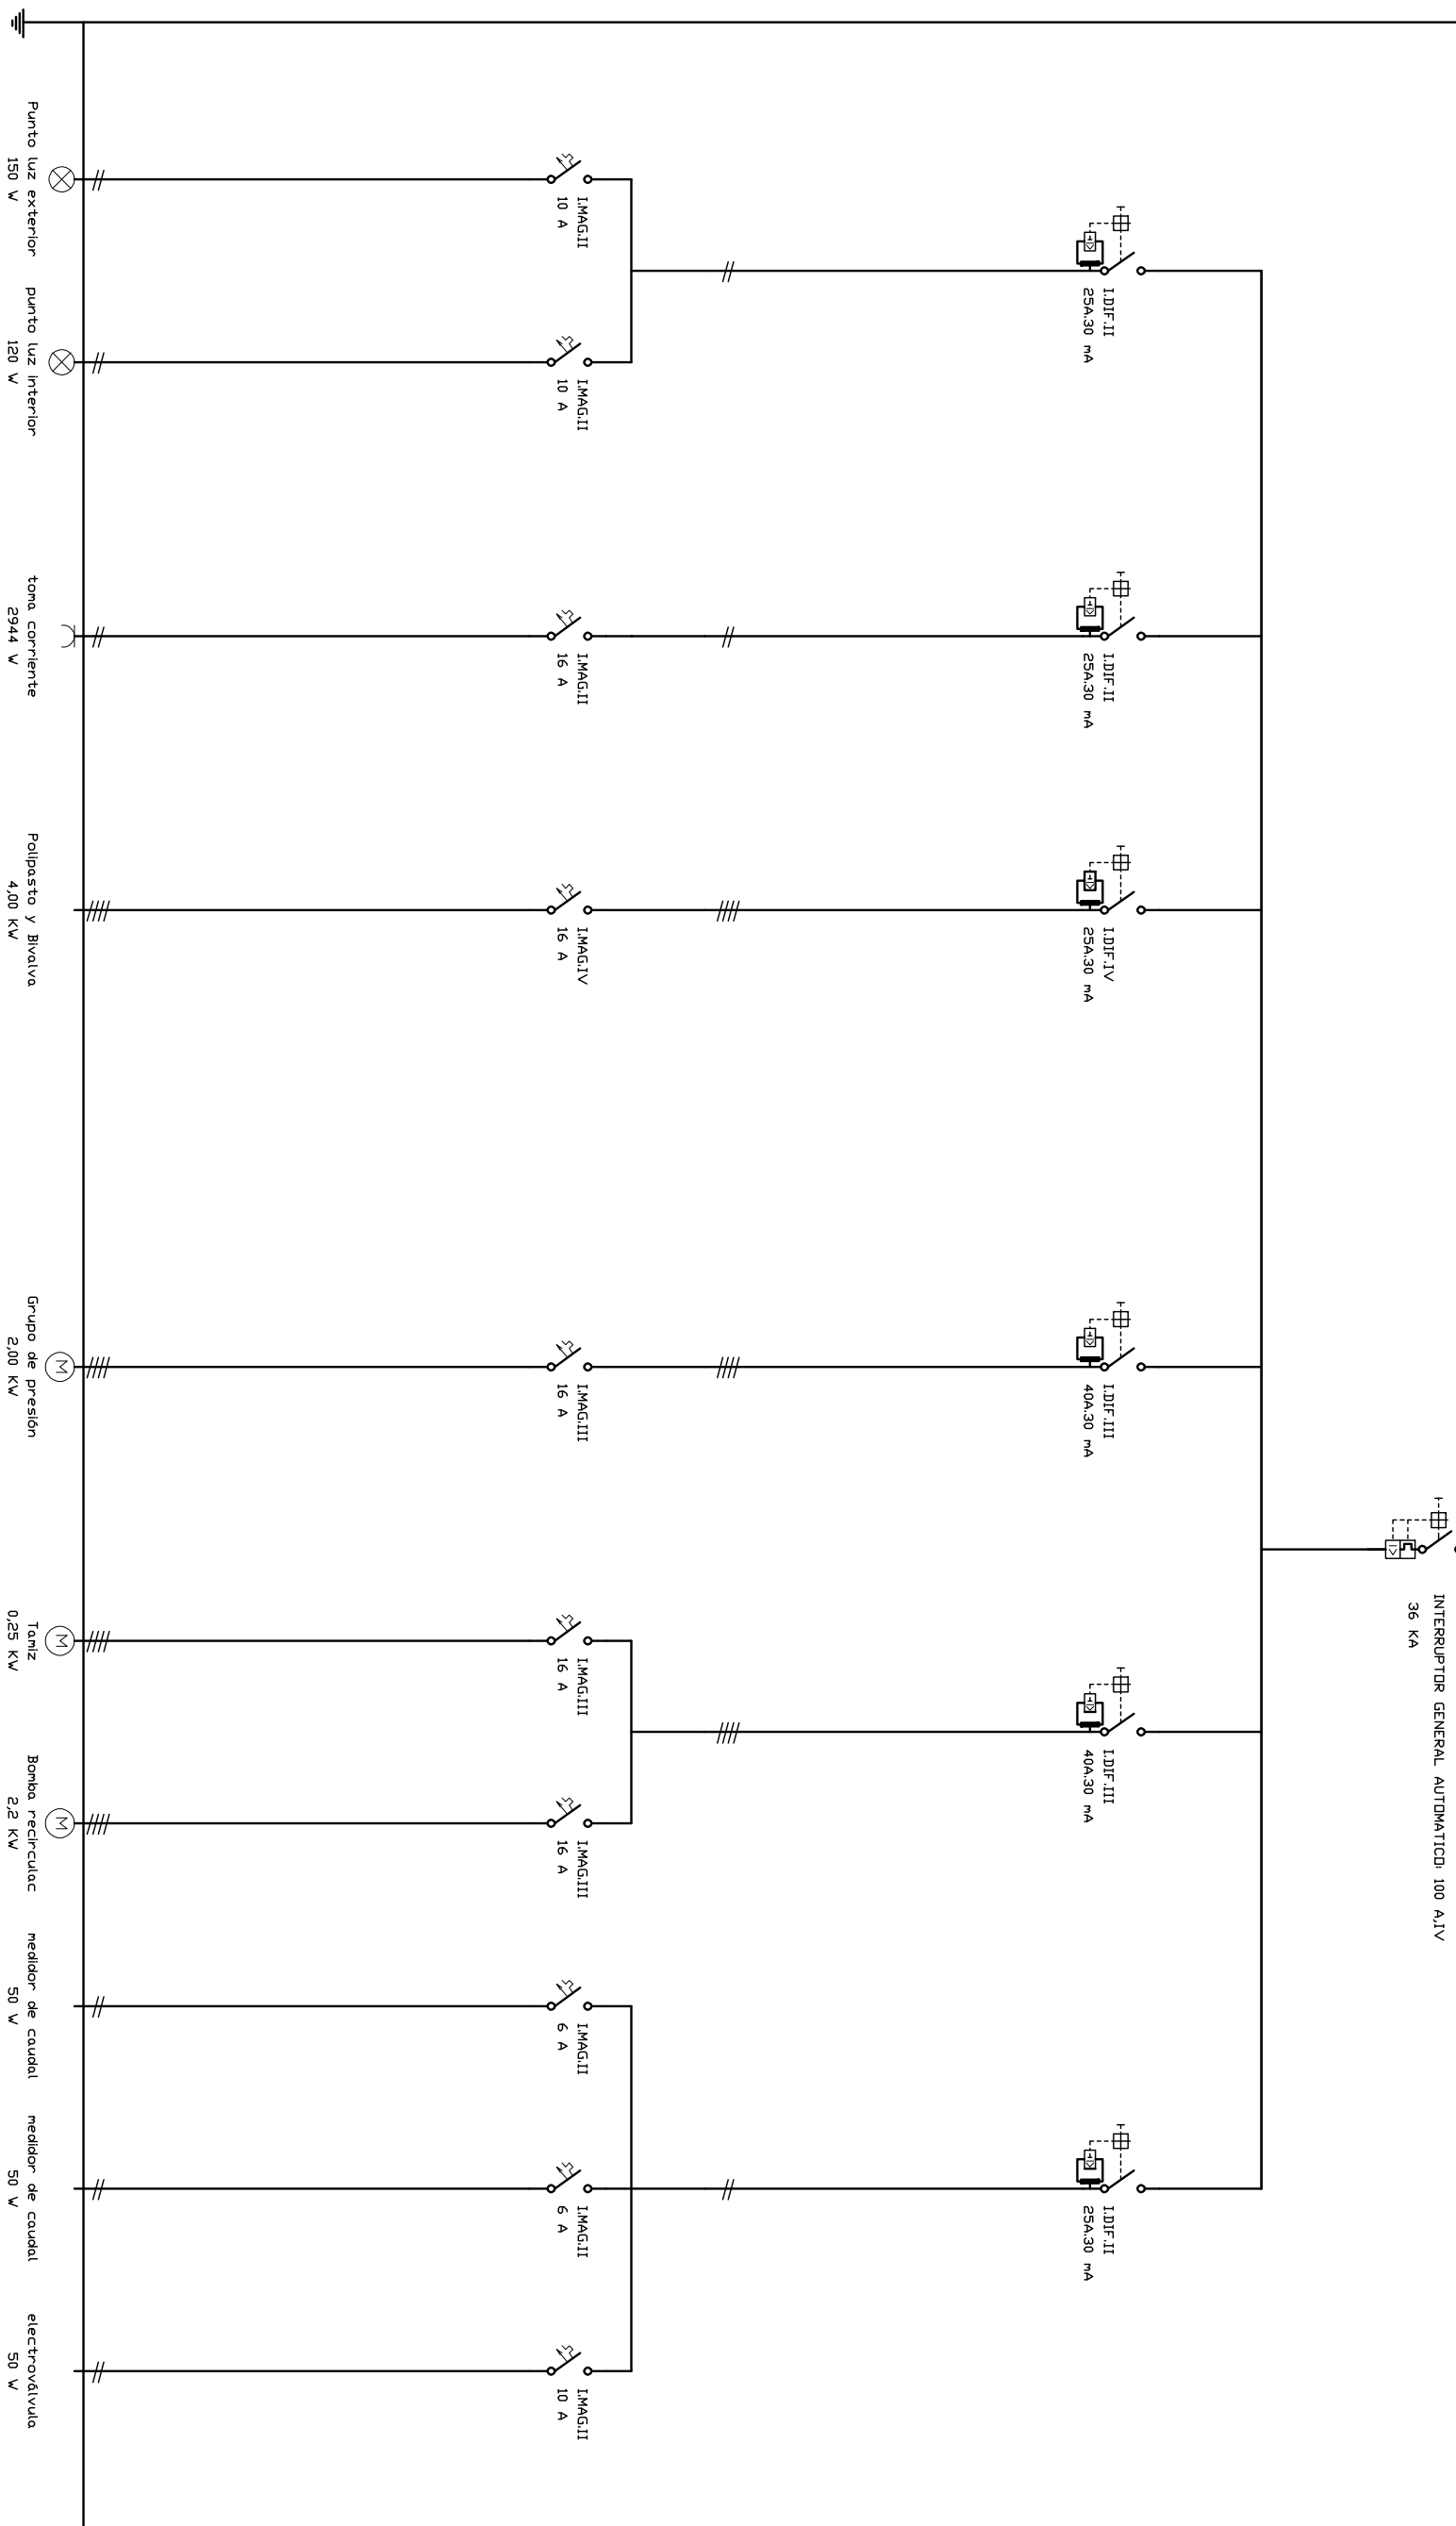 INTERRUPTOR GENERAL AUTOMATICO: 100 A,IV
36 KA
I.DIF.II
25A.30 mA
I.DIF.II
25A.30 mA
I.DIF.IV
25A.30 mA
I.DIF.III
40A.30 mA
I.DIF.III
40A.30 mA
I.DIF.II
25A.30 mA
I.MAG.II
10 A
I.MAG.II
10 A
I.MAG.II
16 A
I.MAG.IV
16 A
I.MAG.III
16 A
I.MAG.III
16 A
I.MAG.III
16 A
I.MAG.II
6 A
I.MAG.II
6 A
I.MAG.II
10 A
M
M
M
Punto luz exterior
150 W
punto luz interior
120 W
toma corriente
2944 W
Polipasto y Bivalva
4,00 KW
Grupo de presión
2,00 KW
Tamiz
0,25 KW
Bomba recirculac
2,2 KW
medidor de caudal
50 W
medidor de caudal
50 W
electroválvula
50 W